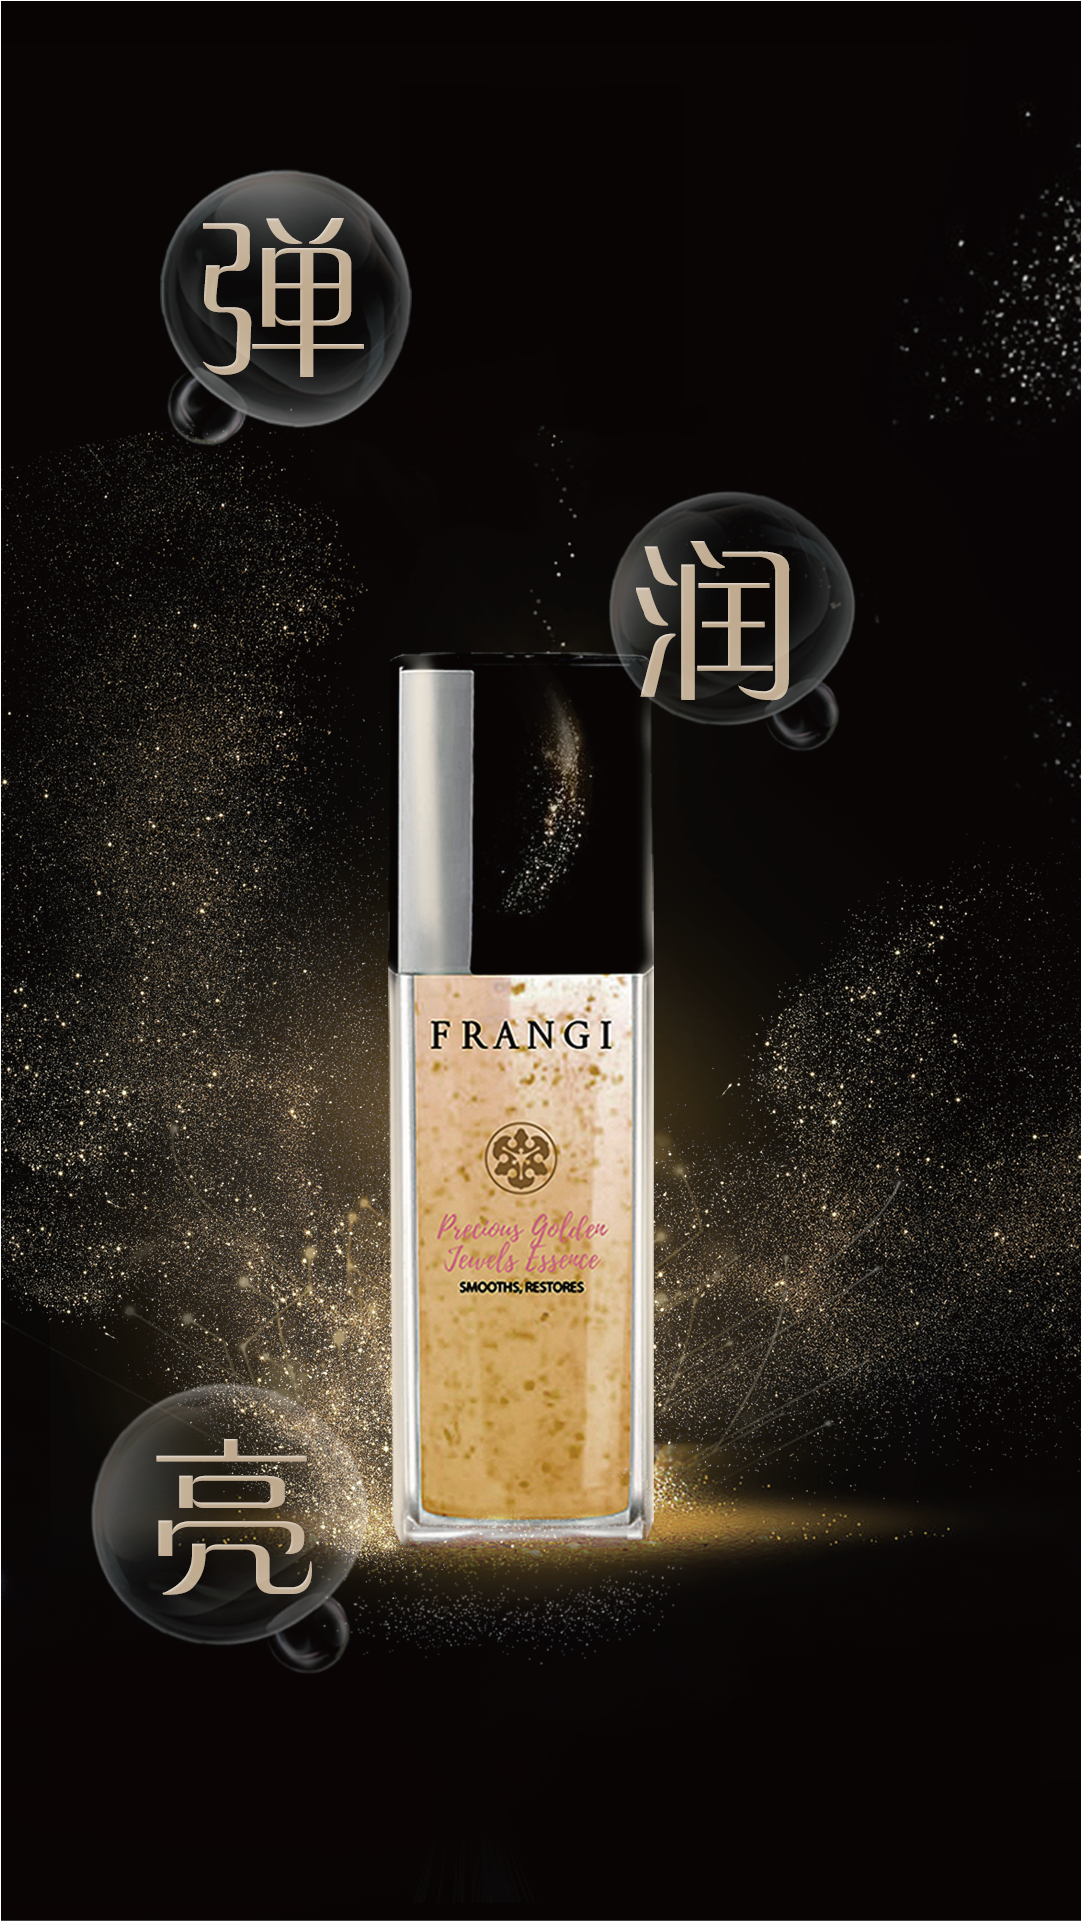 弹
润
FRANGI
Precious Golden
Jewels Essence
SMOOTHS, RESTORES
亮